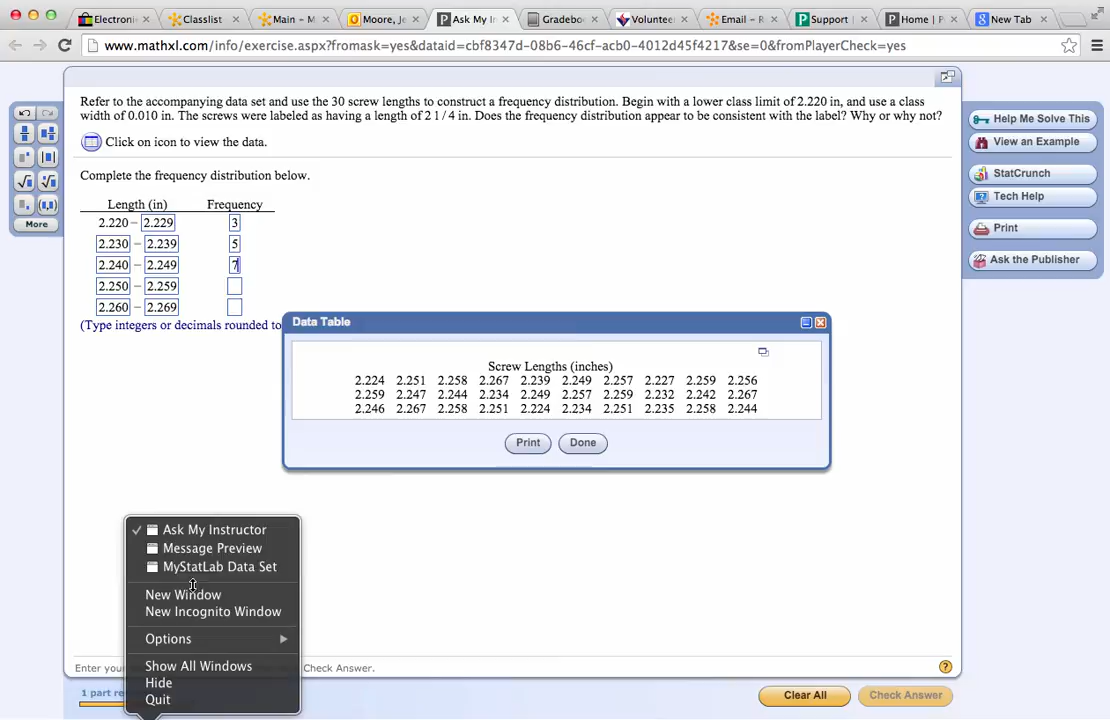 Electroni
Classlist
Main – M
Moore, Je
Ask My In
Gradeboo
Voluntee
Email – R
Support |
Home | P
New Tab
www.mathxl.com/info/exercise.aspx?fromask=yes&dataid=cbf8347d-08b6-46cf-acb0-4012d45f4217&se=0&fromPlayerCheck=yes
Refer to the accompanying data set and use the 30 screw lengths to construct a frequency distribution. Begin with a lower class limit of 2.220 in, and use a class
width of 0.010 in. The screws were labeled as having a length of 2 1 / 4 in. Does the frequency distribution appear to be consistent with the label? Why or why not?
Click on icon to view the data.
Complete the frequency distribution below.
Length (in) Frequency
2.220 – 2.229 3
2.230 – 2.239 5
2.240 – 2.249 7
2.250 – 2.259
2.260 – 2.269
(Type integers or decimals rounded to
More
Help Me Solve This
View an Example
StatCrunch
Tech Help
Print
Ask the Publisher
Data Table
Screw Lengths (inches)
2.224 2.251 2.258 2.267 2.239 2.249 2.257 2.227 2.259 2.256
2.259 2.247 2.244 2.234 2.249 2.257 2.259 2.232 2.242 2.267
2.246 2.267 2.258 2.251 2.224 2.234 2.251 2.235 2.258 2.244
Print Done
✓ Ask My Instructor
Message Preview
MyStatLab Data Set
New Window
New Incognito Window
Options
Show All Windows
Hide
Quit
Enter your
Check Answer.
?
1 part re
Clear All Check Answer